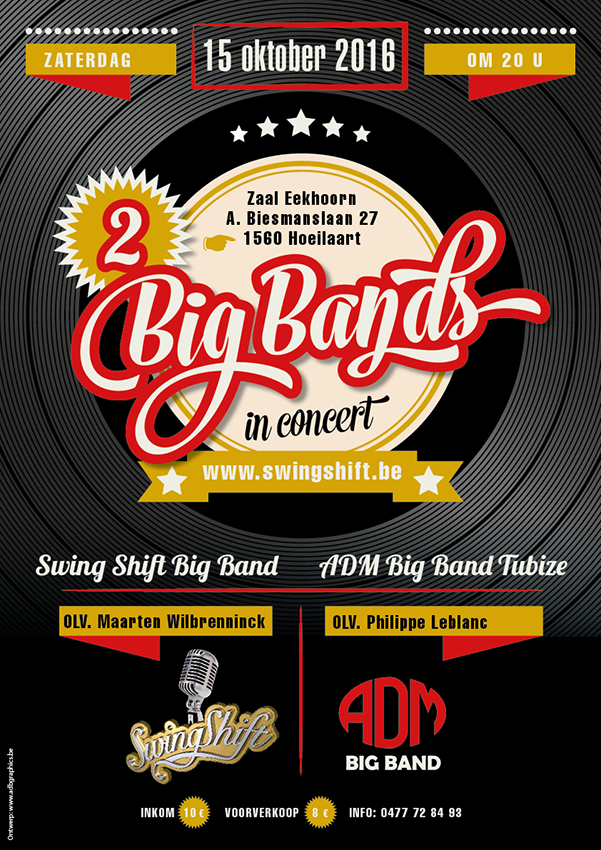 ZATERDAG
15 oktober 2016
OM 20 U
Zaal Eekhoorn
A. Biesmanslaan 27
1560 Hoeilaart
2
Big Bands
in concert
www.swingshift.be
Swing Shift Big Band
OLV. Maarten Wilbrenninck
SwingShift
ADM Big Band Tubize
OLV. Philippe Leblanc
ADM
BIG BAND
INKOM 10 € VOORVERKOOP 8 € INFO: 0477 72 84 93
Ontwerp: www.adbgraphics.be